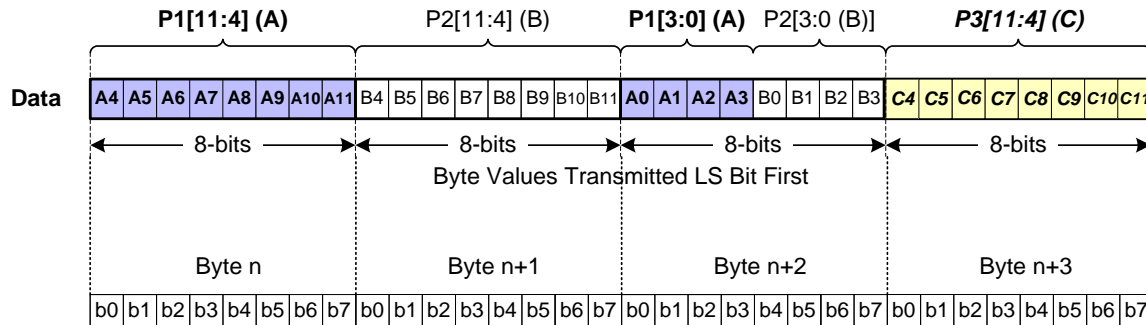 P1[11:4] (A) P2[11:4] (B) P1[3:0] (A) P2[3:0 (B)] P3[11:4] (C)
Data A4 A5 A6 A7 A8 A9 A10 A11 B4 B5 B6 B7 B8 B9 B10 B11 A0 A1 A2 A3 B0 B1 B2 B3 C4 C5 C6 C7 C8 C9 C10 C11
8-bits 8-bits 8-bits 8-bits
Byte Values Transmitted LS Bit First
Byte n Byte n+1 Byte n+2 Byte n+3
b0 b1 b2 b3 b4 b5 b6 b7 b0 b1 b2 b3 b4 b5 b6 b7 b0 b1 b2 b3 b4 b5 b6 b7 b0 b1 b2 b3 b4 b5 b6 b7